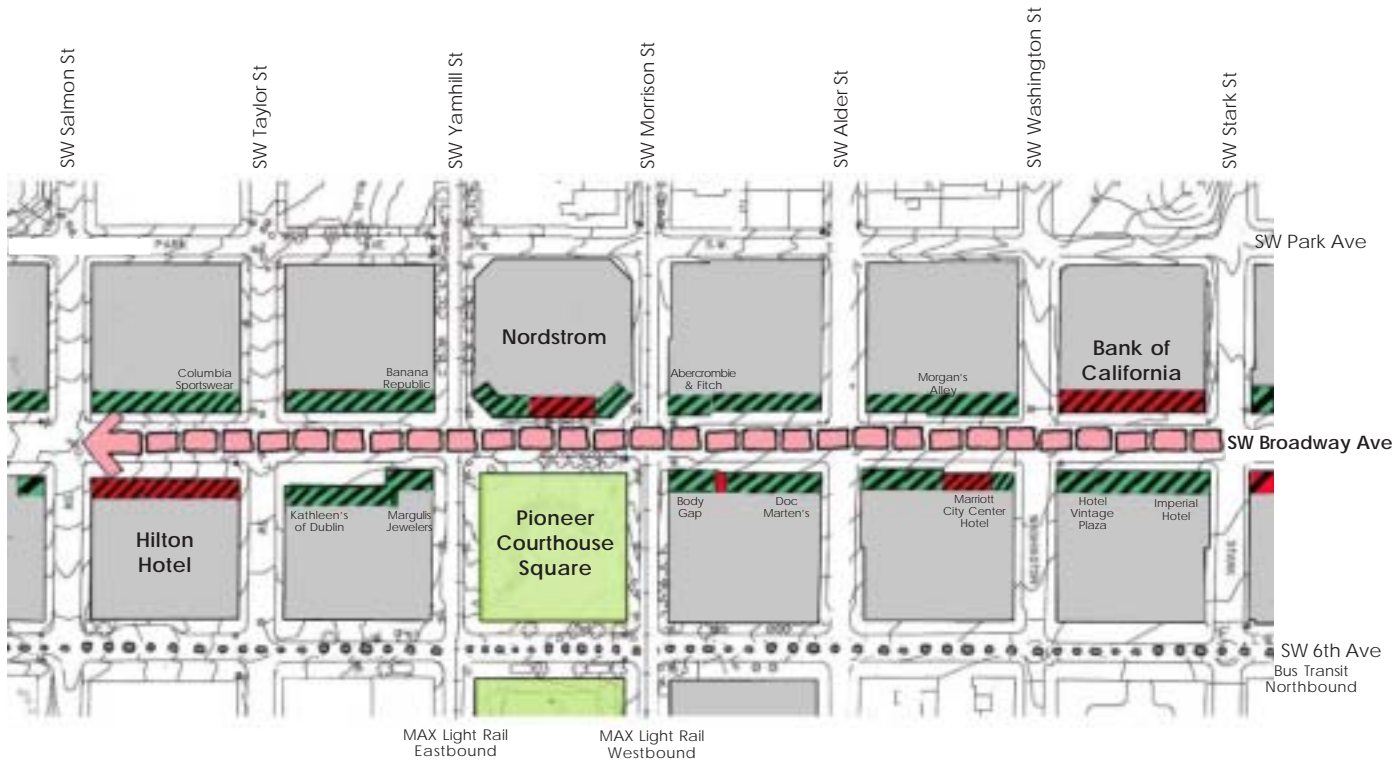 SW Salmon St
SW Taylor St
SW Yamhill St
SW Morrison St
SW Alder St
SW Washington St
SW Stark St
PARK
AVE
S.W.
SW Park Ave
Nordstrom
Bank of
California
Columbia
Sportswear
Banana
Republic
Abercrombie
& Fitch
Morgan's
Alley
SW Broadway Ave
Kathleen's
of Dublin
Margulis
Jewelers
Body
Gap
Doc
Marten's
Marriott
City Center
Hotel
Hotel
Vintage
Plaza
Imperial
Hotel
Hilton
Hotel
Pioneer
Courthouse
Square
WASHINGTON
STARK
SW 6th Ave
Bus Transit
Northbound
MAX Light Rail
Eastbound
MAX Light Rail
Westbound